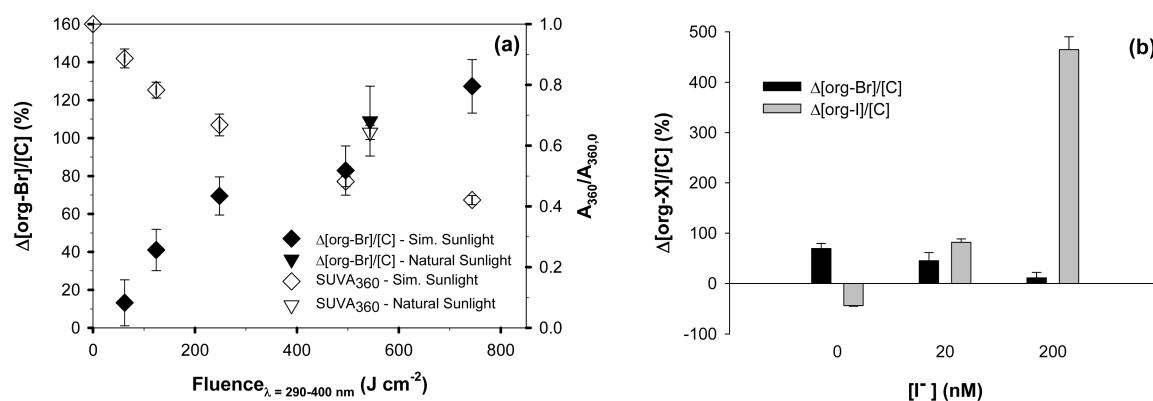 (a)
Δ[org-Br]/[C] (%)
160
140
120
100
80
60
40
20
0
1.0
0.8
0.6
0.4
0.2
0.0
A360/A360,0
Δ[org-Br]/[C] - Sim. Sunlight
Δ[org-Br]/[C] - Natural Sunlight
SUVA360 - Sim. Sunlight
SUVA360 - Natural Sunlight
0 200 400 600 800
Fluenceλ = 290-400 nm (J cm-2)
(b)
Δ[org-X]/[C] (%)
500
400
300
200
100
0
-100
Δ[org-Br]/[C]
Δ[org-I]/[C]
0 20 200
[I-] (nM)